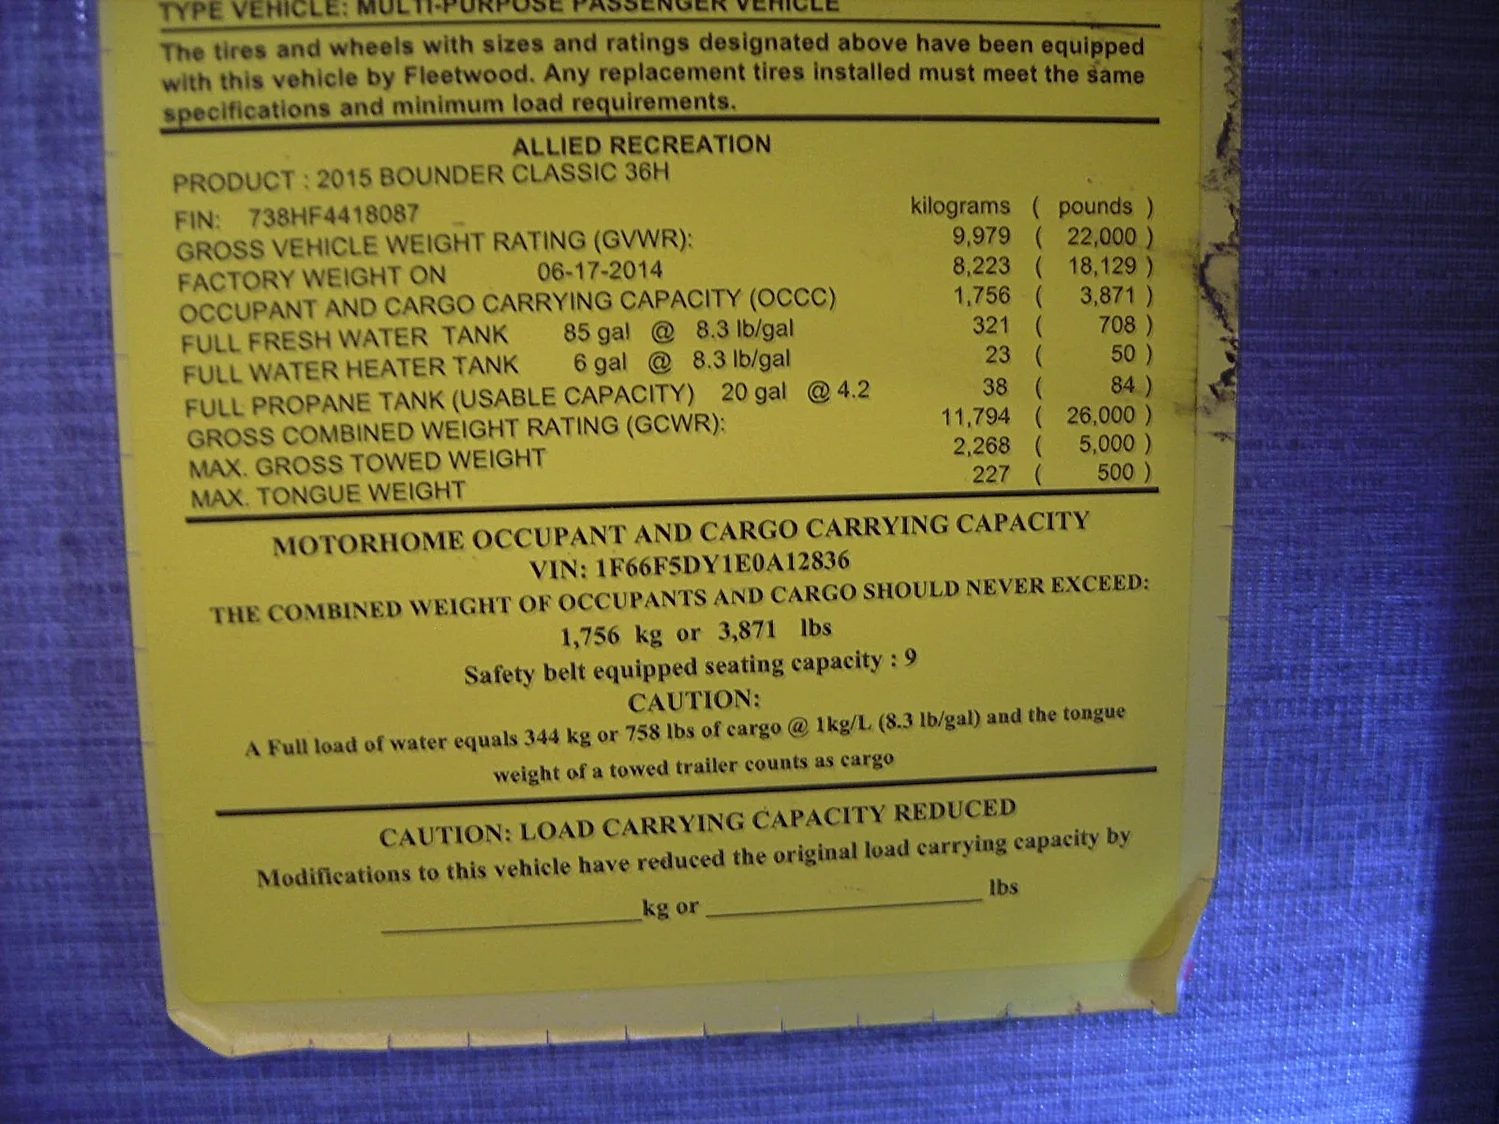 TYPE VEHICLE: MULTI-PURPOSE PASSENGER VEHICLE
The tires and wheels with sizes and ratings designated above have been equipped
with this vehicle by Fleetwood. Any replacement tires installed must meet the same
specifications and minimum load requirements.
ALLIED RECREATION
PRODUCT : 2015 BOUNDER CLASSIC 36H
FIN: 738HF4418087 kilograms ( pounds )
GROSS VEHICLE WEIGHT RATING (GVWR): 9,979 ( 22,000 )
FACTORY WEIGHT ON 06-17-2014 8,223 ( 18,129 )
OCCUPANT AND CARGO CARRYING CAPACITY (OCCC) 1,756 ( 3,871 )
FULL FRESH WATER TANK 85 gal @ 8.3 lb/gal 321 ( 708 )
FULL WATER HEATER TANK 6 gal @ 8.3 lb/gal 23 ( 50 )
FULL PROPANE TANK (USABLE CAPACITY) 20 gal @ 4.2 38 ( 84 )
GROSS COMBINED WEIGHT RATING (GCWR): 11,794 ( 26,000 )
MAX. GROSS TOWED WEIGHT 2,268 ( 5,000 )
MAX. TONGUE WEIGHT 227 ( 500 )
MOTORHOME OCCUPANT AND CARGO CARRYING CAPACITY
VIN: 1F66F5DY1E0A12836
THE COMBINED WEIGHT OF OCCUPANTS AND CARGO SHOULD NEVER EXCEED:
1,756 kg or 3,871 lbs
Safety belt equipped seating capacity : 9
CAUTION:
A Full load of water equals 344 kg or 758 lbs of cargo @ 1kg/L (8.3 lb/gal) and the tongue
weight of a towed trailer counts as cargo
CAUTION: LOAD CARRYING CAPACITY REDUCED
Modifications to this vehicle have reduced the original load carrying capacity by
kg or lbs